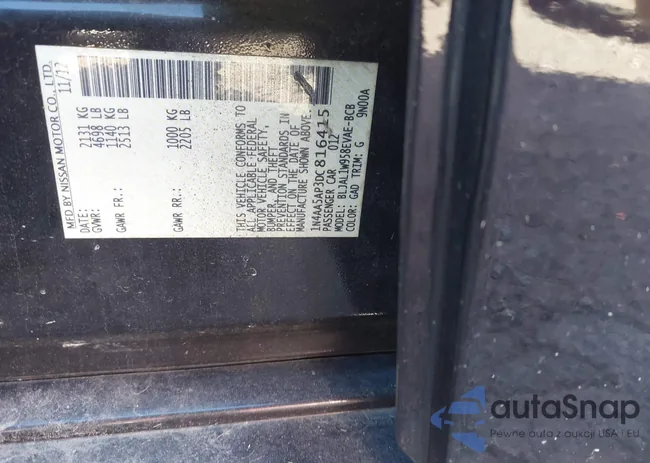 MFD BY NISSAN MOTOR CO., LTD.
DATE: 11/12
GVWR: 2131 KG
4698 LB
GAWR FR.: 1140 KG
2513 LB
GAWR RR.: 1000 KG
2205 LB
THIS VEHICLE CONFORMS TO
ALL APPLICABLE FEDERAL
MOTOR VEHICLE SAFETY,
BUMPER, AND THEFT
PREVENTION STANDARDS IN
EFFECT ON THE DATE OF
MANUFACTURE SHOWN ABOVE.
1N4AA5AP3DC816415
PASSENGER CAR 012
MODEL: BLJAL1W958EVAE-BCB
COLOR: GAD TRIM: G 9N00A
autaSnap
Pewne auta z aukcji USA i EU